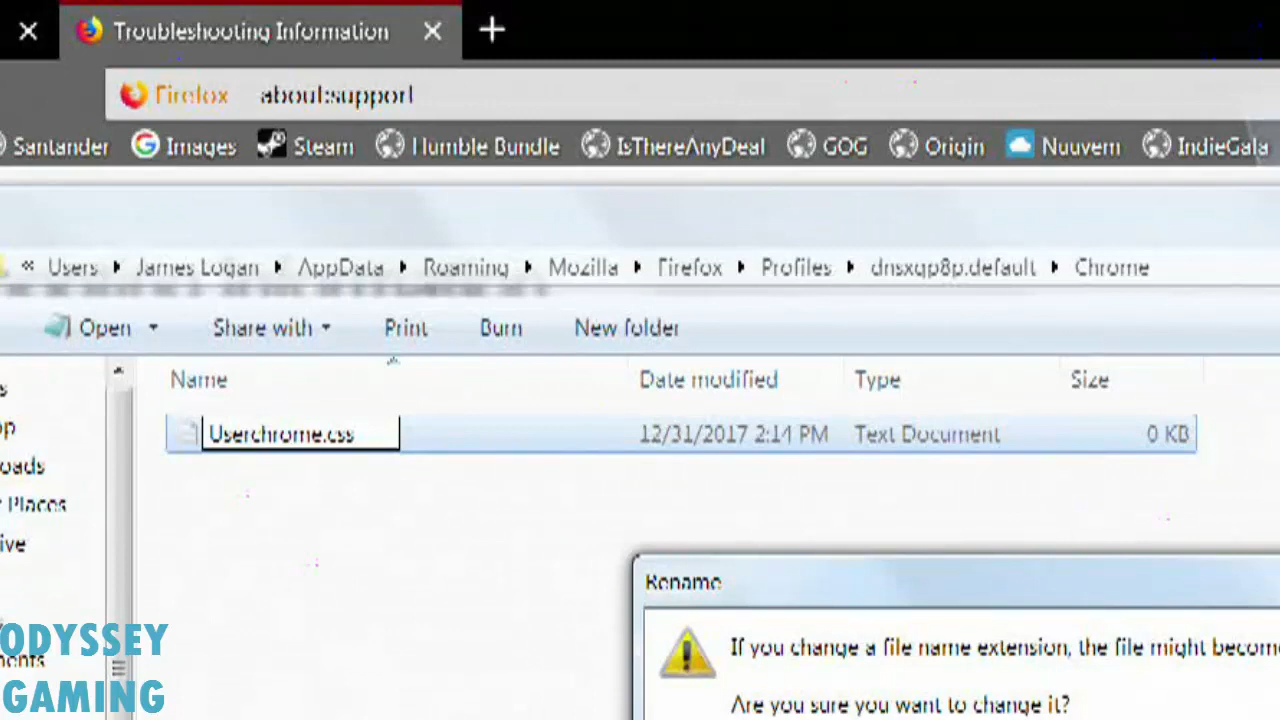 Troubleshooting Information
Firefox about:support
Santander Images Steam Humble Bundle IsThereAnyDeal GOG Origin Nuuvem IndieGala
« Users James Logan AppData Roaming Mozilla Firefox Profiles dnsxqp8p.default Chrome
Open Share with Print Burn New folder
Name Date modified Type Size
Userchrome.css 12/31/2017 2:14 PM Text Document 0 KB
s
op
oads
Places
ive
Rename
If you change a file name extension, the file might becom
Are you sure you want to change it?
ODYSSEY
ents
GAMING